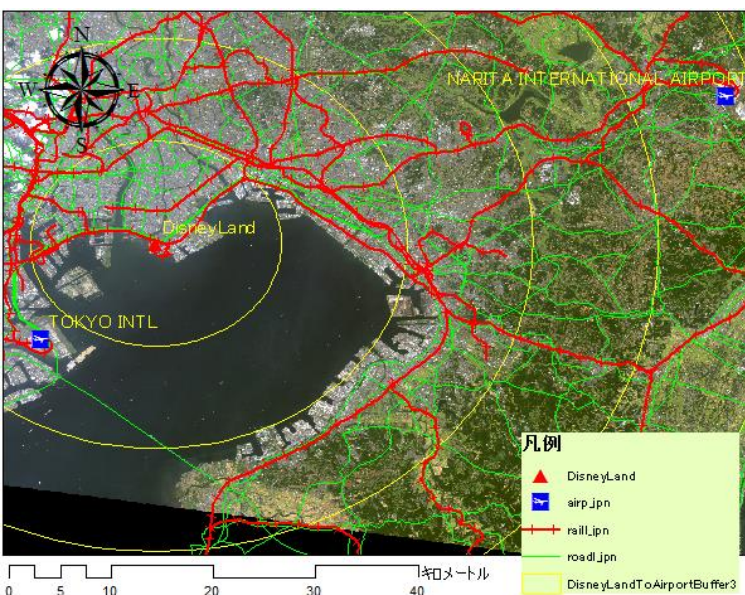 N
W E
S
NARITA INTERNATIONAL AIRPORT
DisneyLand
TOKYO INTL
凡例
DisneyLand
airp_jpn
raill_jpn
roadl_jpn
DisneyLandToAirportBuffer3
0 5 10 20 30 40 キロメートル